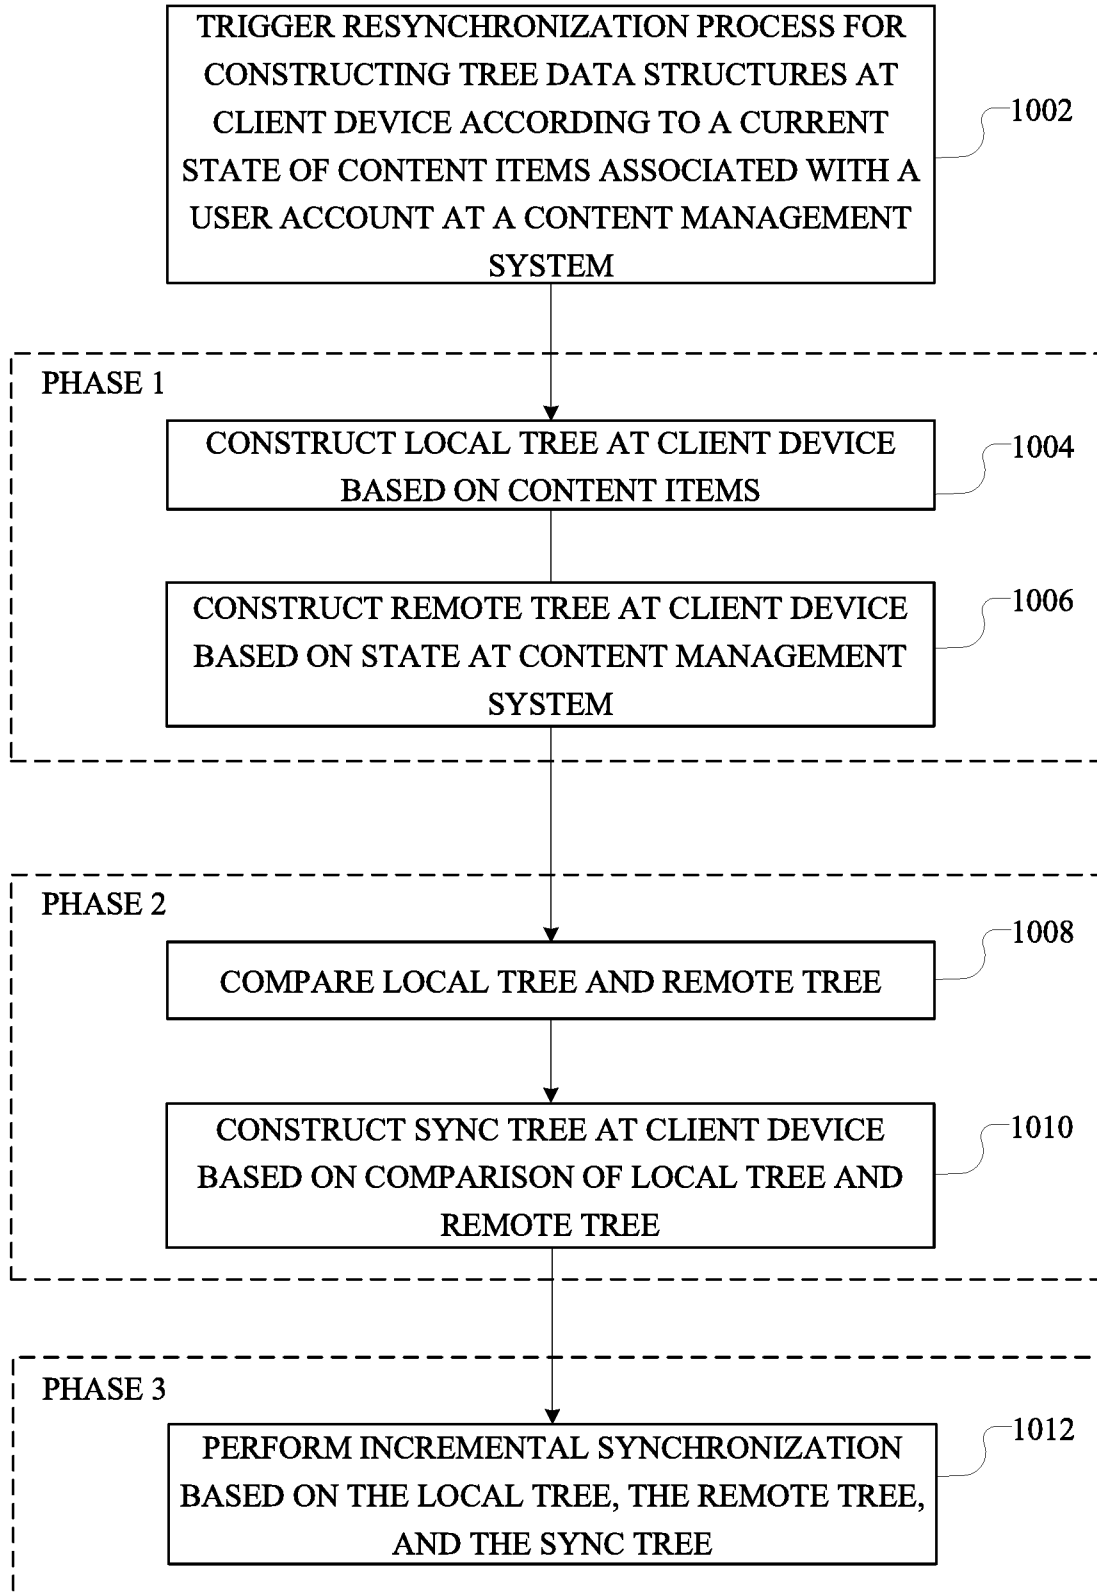 TRIGGER RESYNCHRONIZATION PROCESS FOR
CONSTRUCTING TREE DATA STRUCTURES AT
CLIENT DEVICE ACCORDING TO A CURRENT
STATE OF CONTENT ITEMS ASSOCIATED WITH A
USER ACCOUNT AT A CONTENT MANAGEMENT
SYSTEM
1002
PHASE 1
CONSTRUCT LOCAL TREE AT CLIENT DEVICE
BASED ON CONTENT ITEMS
1004
CONSTRUCT REMOTE TREE AT CLIENT DEVICE
BASED ON STATE AT CONTENT MANAGEMENT
SYSTEM
1006
PHASE 2
COMPARE LOCAL TREE AND REMOTE TREE
1008
CONSTRUCT SYNC TREE AT CLIENT DEVICE
BASED ON COMPARISON OF LOCAL TREE AND
REMOTE TREE
1010
PHASE 3
PERFORM INCREMENTAL SYNCHRONIZATION
BASED ON THE LOCAL TREE, THE REMOTE TREE,
AND THE SYNC TREE
1012